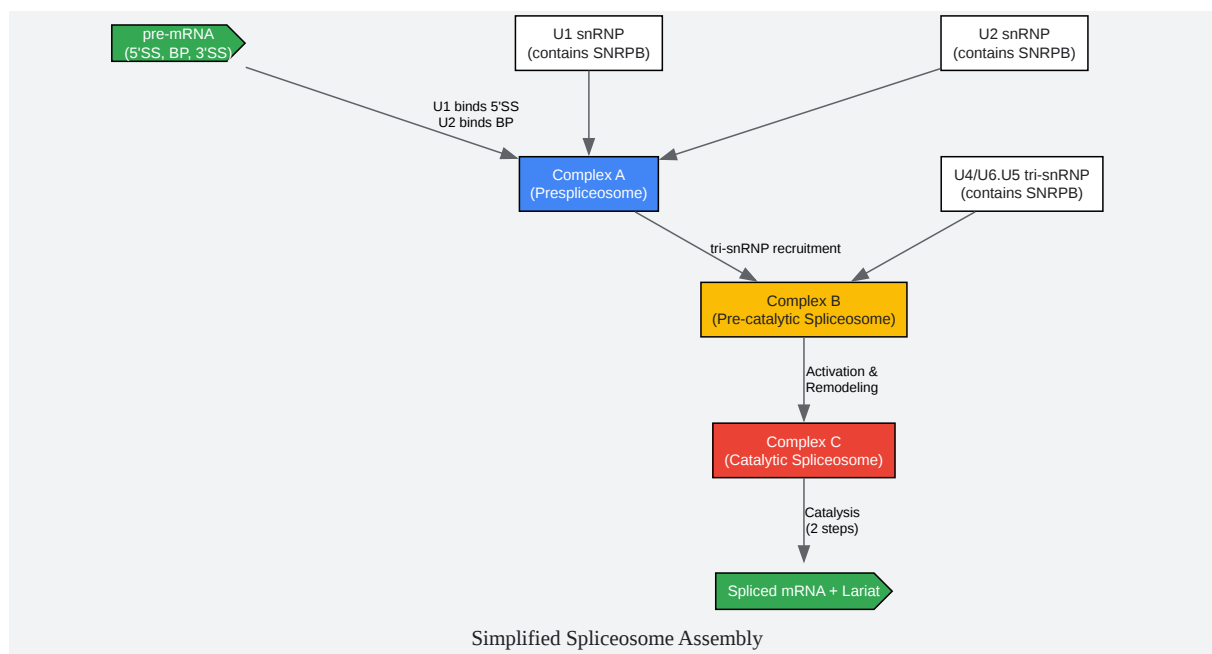 pre-mRNA
(5'SS, BP, 3'SS)
U1 snRNP
(contains SNRPB)
U2 snRNP
(contains SNRPB)
U1 binds 5'SS
U2 binds BP
Complex A
(Prespliceosome)
U4/U6.U5 tri-snRNP
(contains SNRPB)
tri-snRNP recruitment
Complex B
(Pre-catalytic Spliceosome)
Activation &
Remodeling
Complex C
(Catalytic Spliceosome)
Catalysis
(2 steps)
Spliced mRNA + Lariat
Simplified Spliceosome Assembly